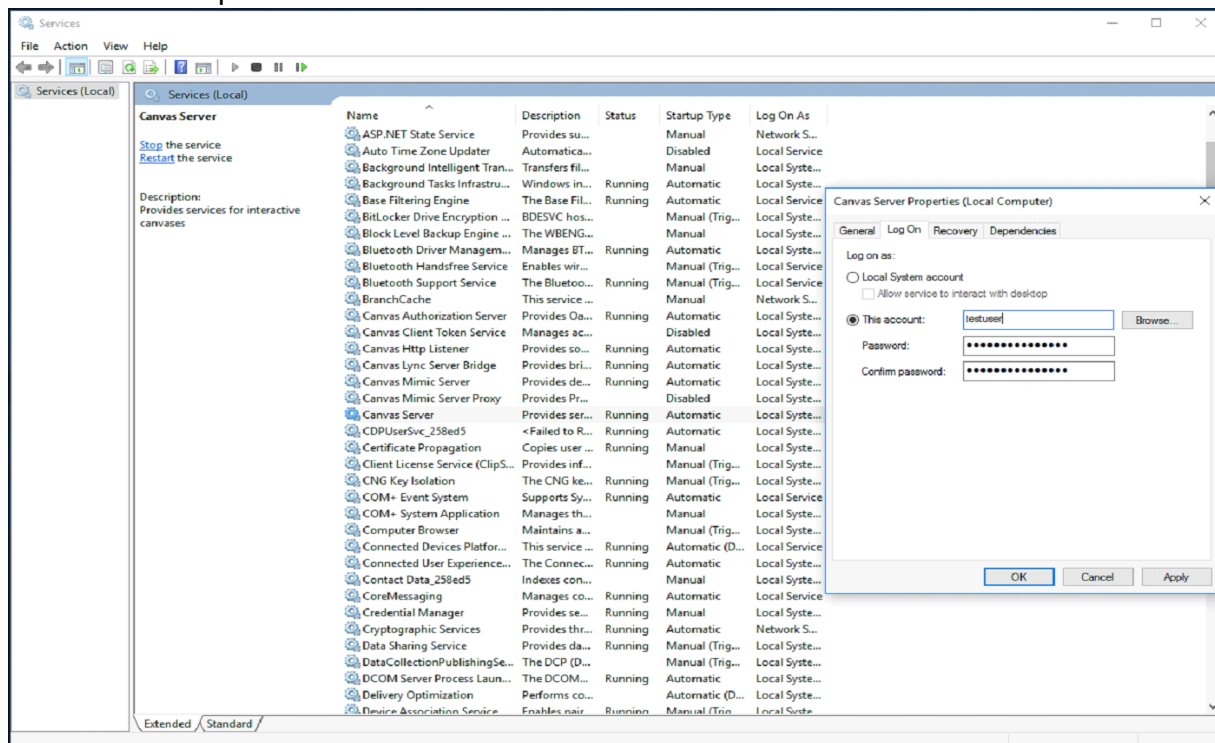 Services
File Action View Help
Services (Local)
Services (Local)
Canvas Server
Stop the service
Restart the service
Description:
Provides services for interactive
canvases
Name Description Status Startup Type Log On As
ASP.NET State Service Provides su... Manual Network S...
Auto Time Zone Updater Automatica... Disabled Local Service
Background Intelligent Tran... Transfers fil... Manual Local Syste...
Background Tasks Infrastru... Windows in... Running Automatic Local Syste...
Base Filtering Engine The Base Fil... Running Automatic Local Service
BitLocker Drive Encryption ... BDESVC hos... Manual (Trig... Local Syste...
Block Level Backup Engine ... The WBENG... Manual Local Syste...
Bluetooth Driver Managem... Manages BT... Running Automatic Local Syste...
Bluetooth Handsfree Service Enables wir... Manual (Trig... Local Service
Bluetooth Support Service The Bluetoo... Running Manual (Trig... Local Service
BranchCache This service ... Manual Network S...
Canvas Authorization Server Provides Oa... Running Automatic Local Syste...
Canvas Client Token Service Manages ac... Disabled Local Syste...
Canvas Http Listener Provides so... Running Automatic Local Syste...
Canvas Lync Server Bridge Provides bri... Running Automatic Local Syste...
Canvas Mimic Server Provides de... Running Automatic Local Syste...
Canvas Mimic Server Proxy Provides Pr... Disabled Local Syste...
Canvas Server Provides ser... Running Automatic Local Syste...
CDPUserSvc_258ed5 <Failed to R... Running Automatic Local Syste...
Certificate Propagation Copies user ... Running Manual Local Syste...
Client License Service (ClipS... Provides inf... Manual (Trig... Local Syste...
CNG Key Isolation The CNG ke... Running Manual (Trig... Local Syste...
COM+ Event System Supports Sy... Running Automatic Local Service
COM+ System Application Manages th... Manual Local Syste...
Computer Browser Maintains a... Manual (Trig... Local Syste...
Connected Devices Platfor... This service ... Running Automatic (D... Local Service
Connected User Experience... The Connec... Running Automatic Local Syste...
Contact Data_258ed5 Indexes con... Manual Local Syste...
CoreMessaging Manages co... Running Automatic Local Service
Credential Manager Provides se... Running Manual Local Syste...
Cryptographic Services Provides thr... Running Automatic Network S...
Data Sharing Service Provides da... Running Manual (Trig... Local Syste...
DataCollectionPublishingSe... The DCP (D... Manual (Trig... Local Syste...
DCOM Server Process Laun... The DCOM... Running Automatic Local Syste...
Delivery Optimization Performs co... Automatic (D... Local Syste...
Device Association Service Enables pair... Running Manual (Trig... Local Syste...
Extended Standard
Canvas Server Properties (Local Computer)
General Log On Recovery Dependencies
Log on as:
Local System account
Allow service to interact with desktop
This account: testuser Browse...
Password:
Confirm password:
OK Cancel Apply